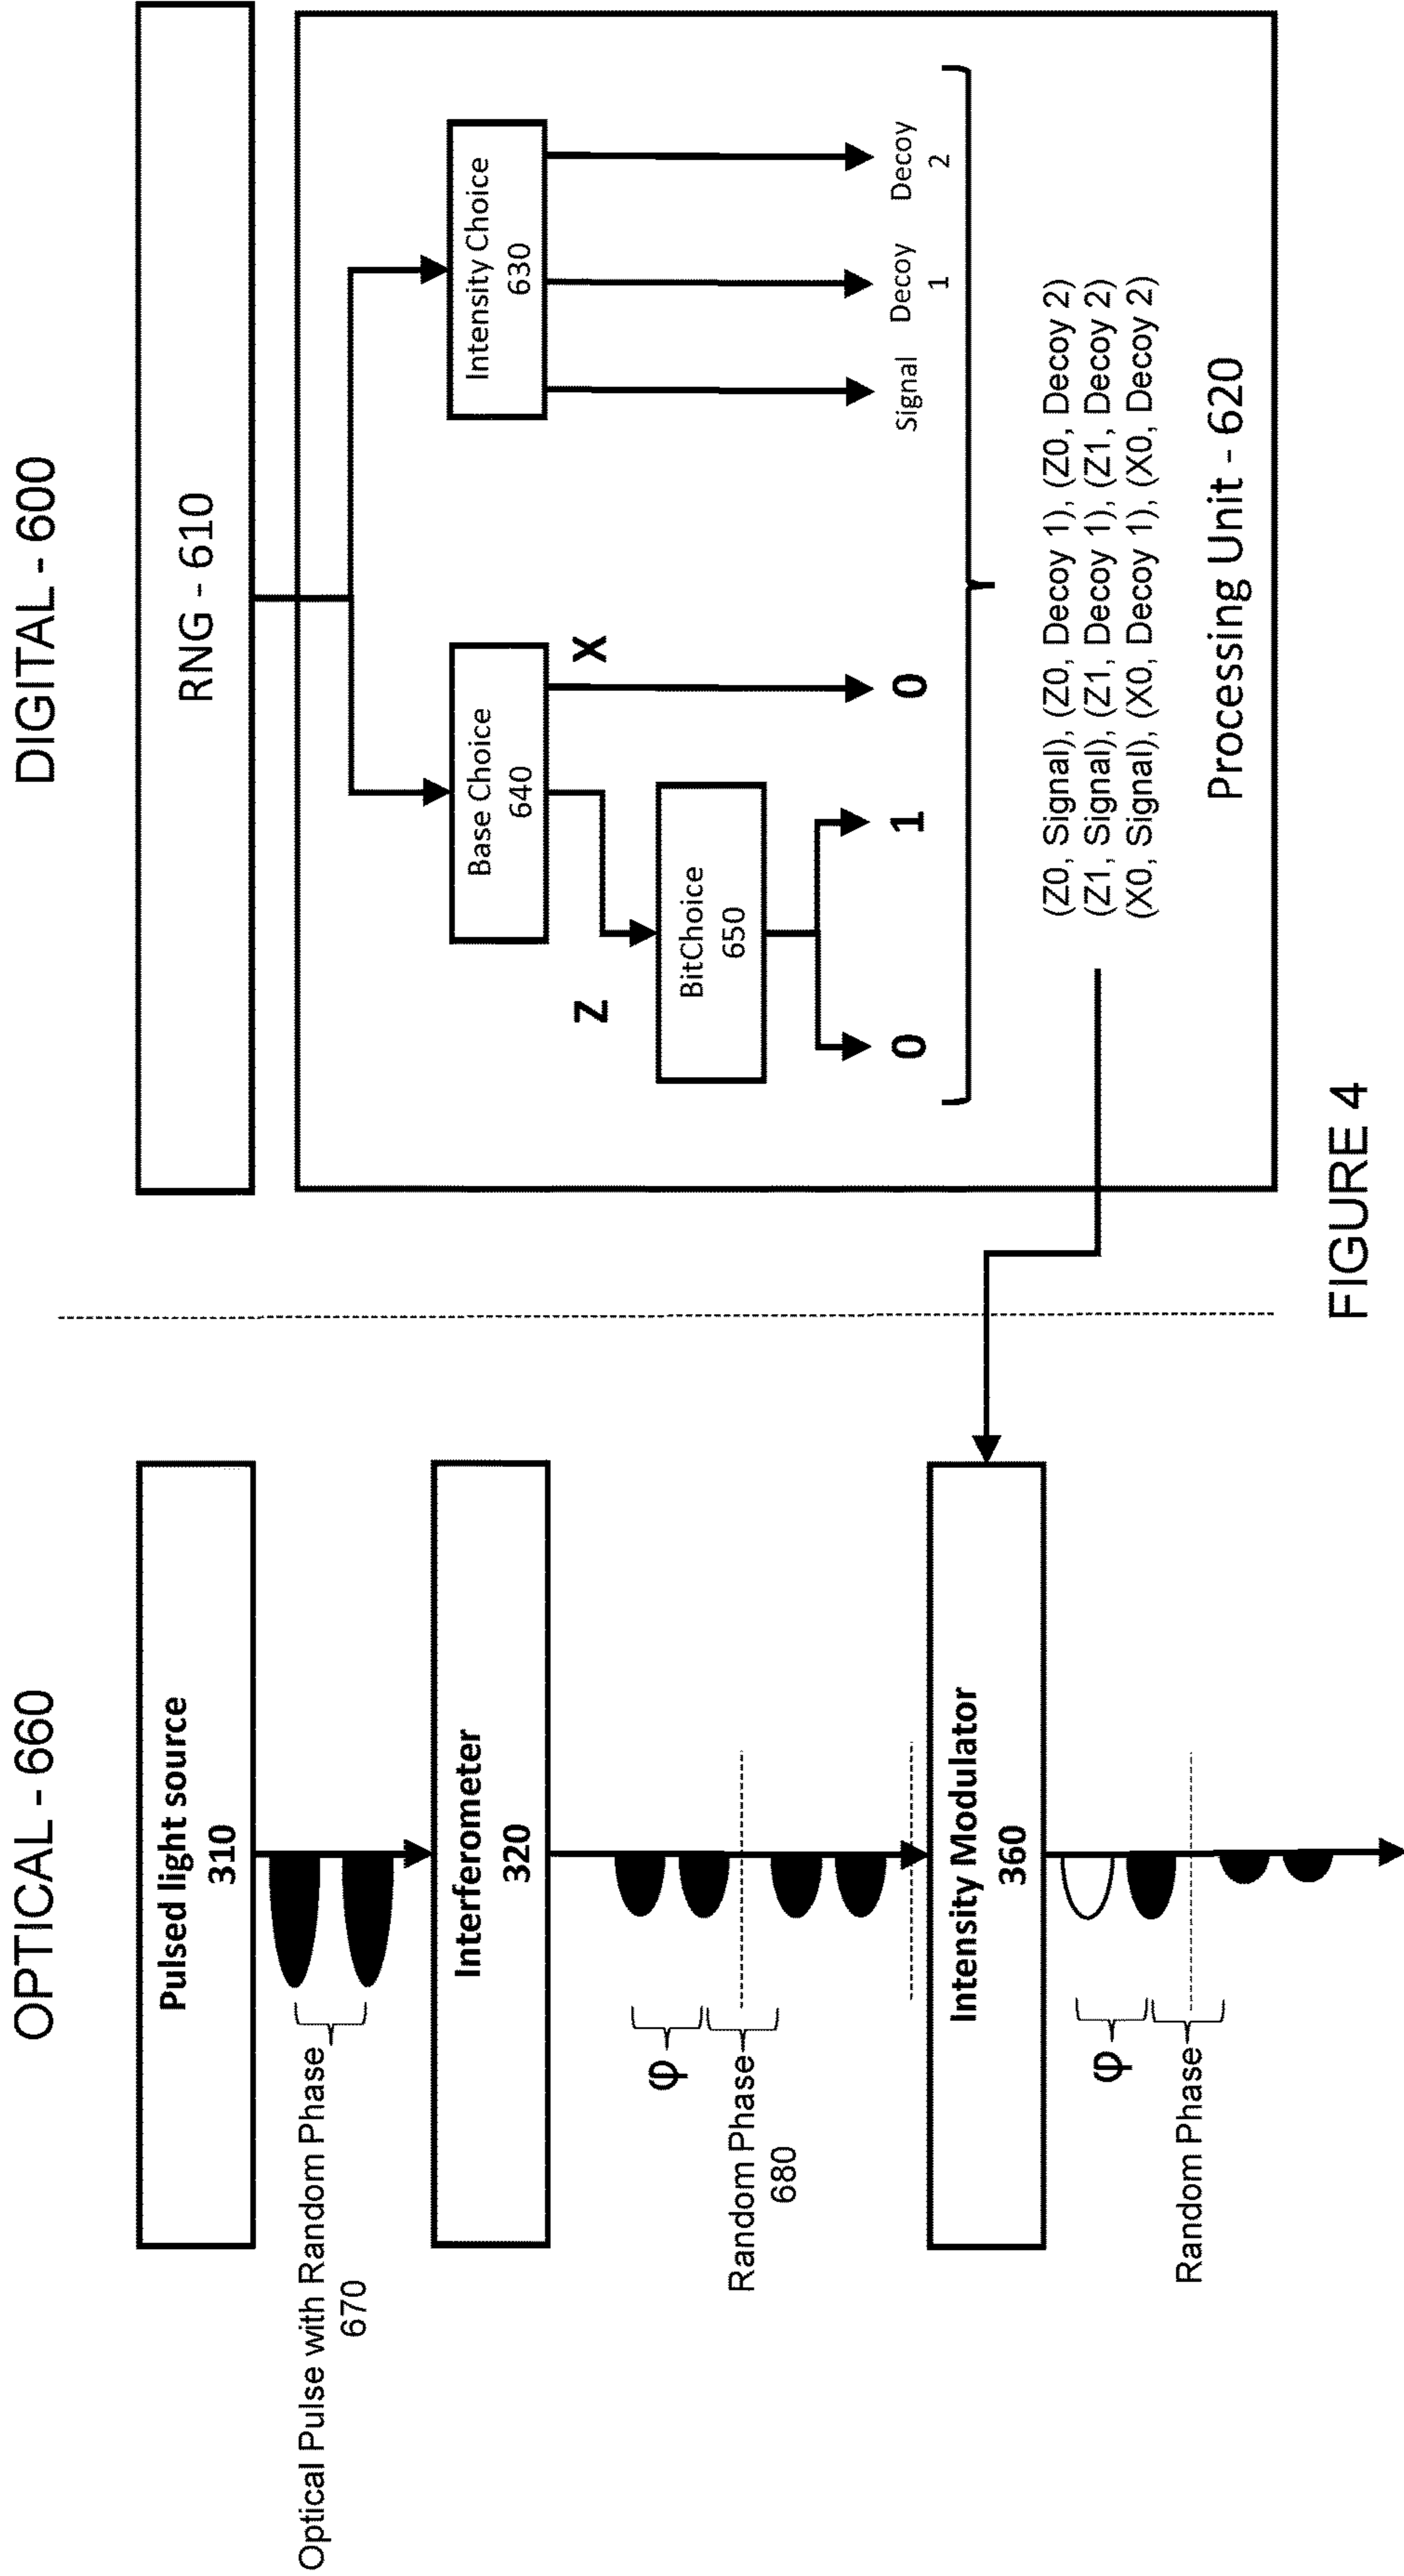 OPTICAL - 660
Pulsed light source
310
Optical Pulse with Random Phase
670
Interferometer
320
φ
Random Phase
680
Intensity Modulator
360
φ
Random Phase
DIGITAL - 600
RNG - 610
Base Choice
640
Intensity Choice
630
Z
X
BitChoice
650
0
1
0
Signal
Decoy
1
Decoy
2
(Z0, Signal), (Z0, Decoy 1), (Z0, Decoy 2)
(Z1, Signal), (Z1, Decoy 1), (Z1, Decoy 2)
(X0, Signal), (X0, Decoy 1), (X0, Decoy 2)
Processing Unit - 620
FIGURE 4